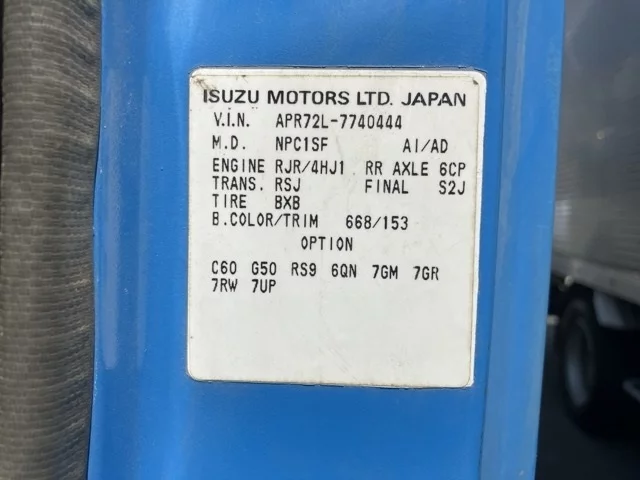 ISUZU MOTORS LTD. JAPAN
V.I.N. APR72L-7740444
M.D. NPC1SF AI/AD
ENGINE RJR/4HJ1 RR AXLE 6CP
TRANS. RSJ FINAL S2J
TIRE BXB
B.COLOR/TRIM 668/153
OPTION
C60 G50 RS9 6QN 7GM 7GR
7RW 7UP